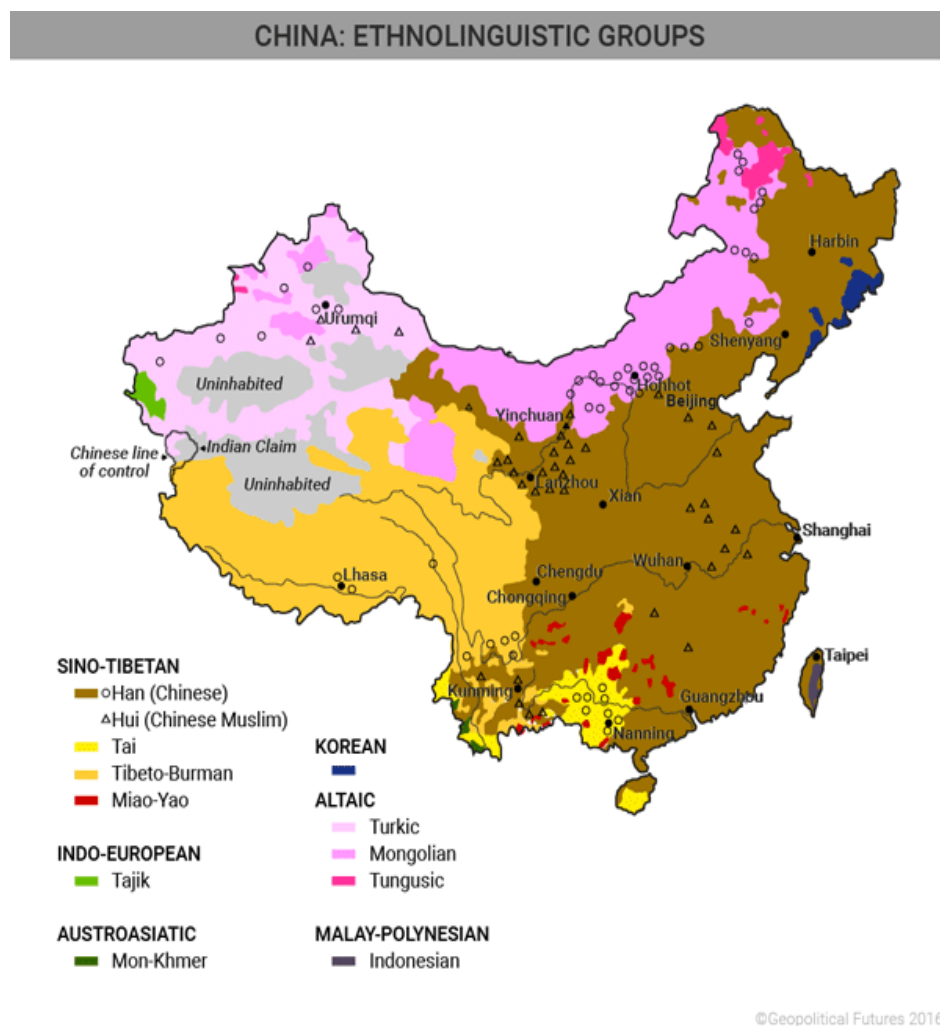 CHINA: ETHNOLINGUISTIC GROUPS
Harbin
Urumqi
Shenyang
Uninhabited
Hohhot
Beijing
Yinchuan
Chinese line
of control
Indian Claim
Uninhabited
Lanzhou
Xian
Shanghai
Wuhan
Lhasa
Chengdu
Chongqing
Taipei
Kunming
Guangzhou
Nanning
SINO-TIBETAN
Han (Chinese)
Hui (Chinese Muslim)
Tai
Tibeto-Burman
Miao-Yao
INDO-EUROPEAN
Tajik
AUSTROASIATIC
Mon-Khmer
KOREAN
ALTAIC
Turkic
Mongolian
Tungusic
MALAY-POLYNESIAN
Indonesian
©Geopolitical Futures 2016